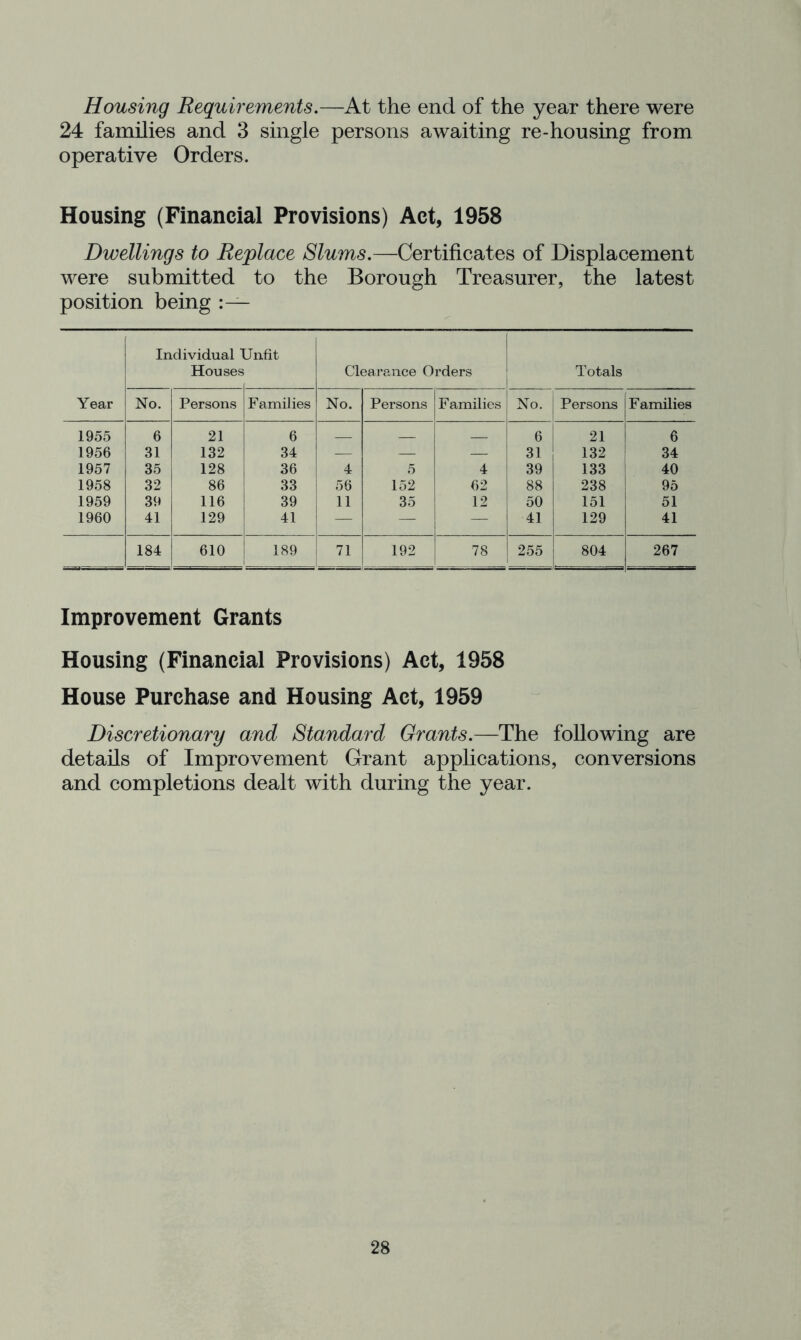 Housing Requirements.—At the end of the year there were
24 families and 3 single persons awaiting re-housing from
operative Orders.
Housing (Financial Provisions) Act, 1958
Dwellings to Replace Slums.—Certificates of Displacement
were submitted to the Borough Treasurer, the latest
position being :—
Individual Unfit Houses Clearance Orders Totals
Year No. Persons Families No. Persons Families No. Persons Families
1955 6 21 6 — — — 6 21 6
1956 31 132 34 — — — 31 132 34
1957 35 128 36 4 5 4 39 133 40
1958 32 86 33 56 152 62 88 238 95
1959 39 116 39 11 35 12 50 151 51
1960 41 129 41 — — — 41 129 41
184 610 189 71 192 78 255 804 267
Improvement Grants
Housing (Financial Provisions) Act, 1958
House Purchase and Housing Act, 1959
Discretionary and Standard Grants.—The following are
details of Improvement Grant applications, conversions
and completions dealt with during the year.
28